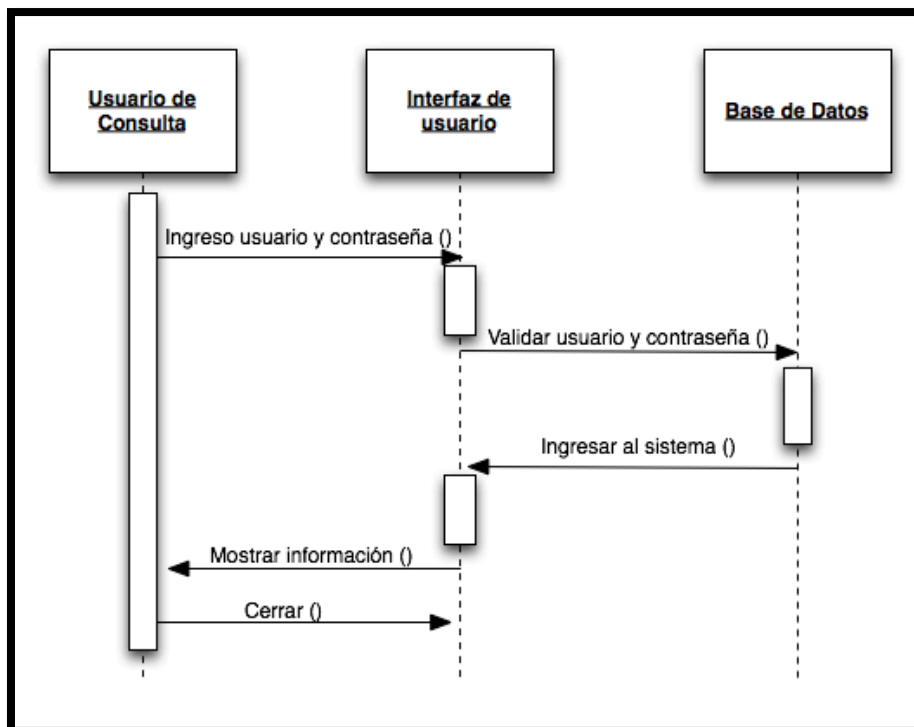 Usuario de
Consulta
Interfaz de
usuario
Base de Datos
Ingreso usuario y contraseña ()
Validar usuario y contraseña ()
Ingresar al sistema ()
Mostrar información ()
Cerrar ()